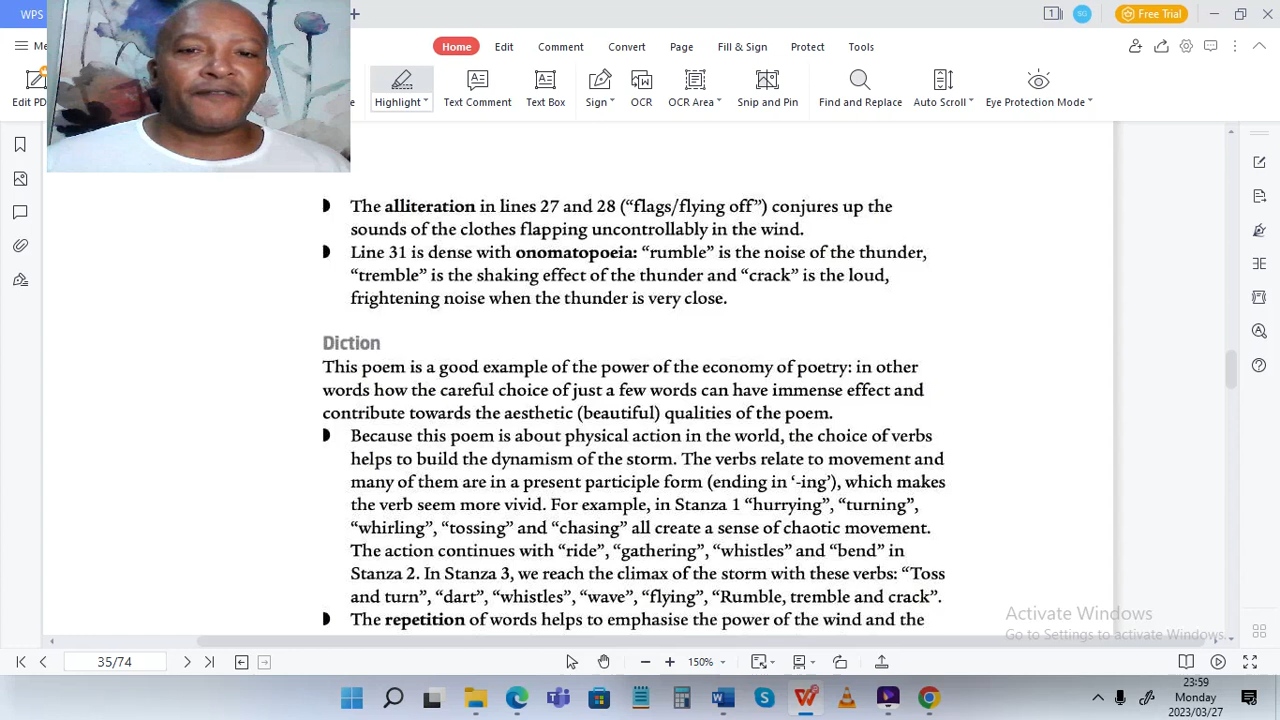 WPS
1
SG
Free Trial
Me
Home
Edit
Comment
Convert
Page
Fill & Sign
Protect
Tools
Edit PD
Highlight
Text Comment
Text Box
Sign
OCR
OCR Area
Snip and Pin
Find and Replace
Auto Scroll
Eye Protection Mode
The alliteration in lines 27 and 28 (“flags/flying off”) conjures up the
sounds of the clothes flapping uncontrollably in the wind.
Line 31 is dense with onomatopoeia: “rumble” is the noise of the thunder,
“tremble” is the shaking effect of the thunder and “crack” is the loud,
frightening noise when the thunder is very close.
Diction
This poem is a good example of the power of the economy of poetry: in other
words how the careful choice of just a few words can have immense effect and
contribute towards the aesthetic (beautiful) qualities of the poem.
Because this poem is about physical action in the world, the choice of verbs
helps to build the dynamism of the storm. The verbs relate to movement and
many of them are in a present participle form (ending in ‘-ing’), which makes
the verb seem more vivid. For example, in Stanza 1 “hurrying”, “turning”,
“whirling”, “tossing” and “chasing” all create a sense of chaotic movement.
The action continues with “ride”, “gathering”, “whistles” and “bend” in
Stanza 2. In Stanza 3, we reach the climax of the storm with these verbs: “Toss
and turn”, “dart”, “whistles”, “wave”, “flying”, “Rumble, tremble and crack”.
The repetition of words helps to emphasise the power of the wind and the
Activate Windows
Go to Settings to activate Windows.
35/74
150%
23:59
Monday
2023/03/27